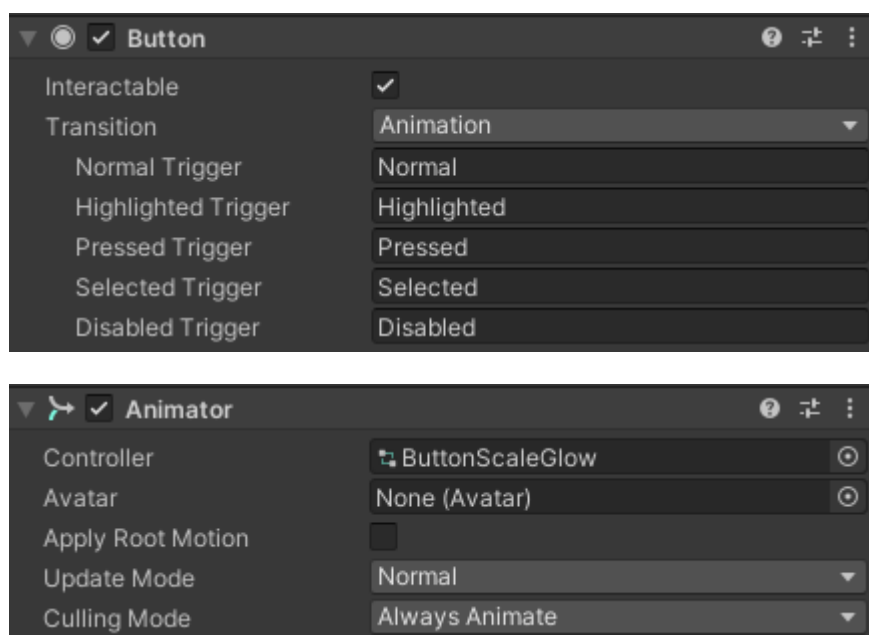 Button
Interactable
Transition Animation
Normal Trigger Normal
Highlighted Trigger Highlighted
Pressed Trigger Pressed
Selected Trigger Selected
Disabled Trigger Disabled
Animator
Controller ButtonScaleGlow
Avatar None (Avatar)
Apply Root Motion
Update Mode Normal
Culling Mode Always Animate